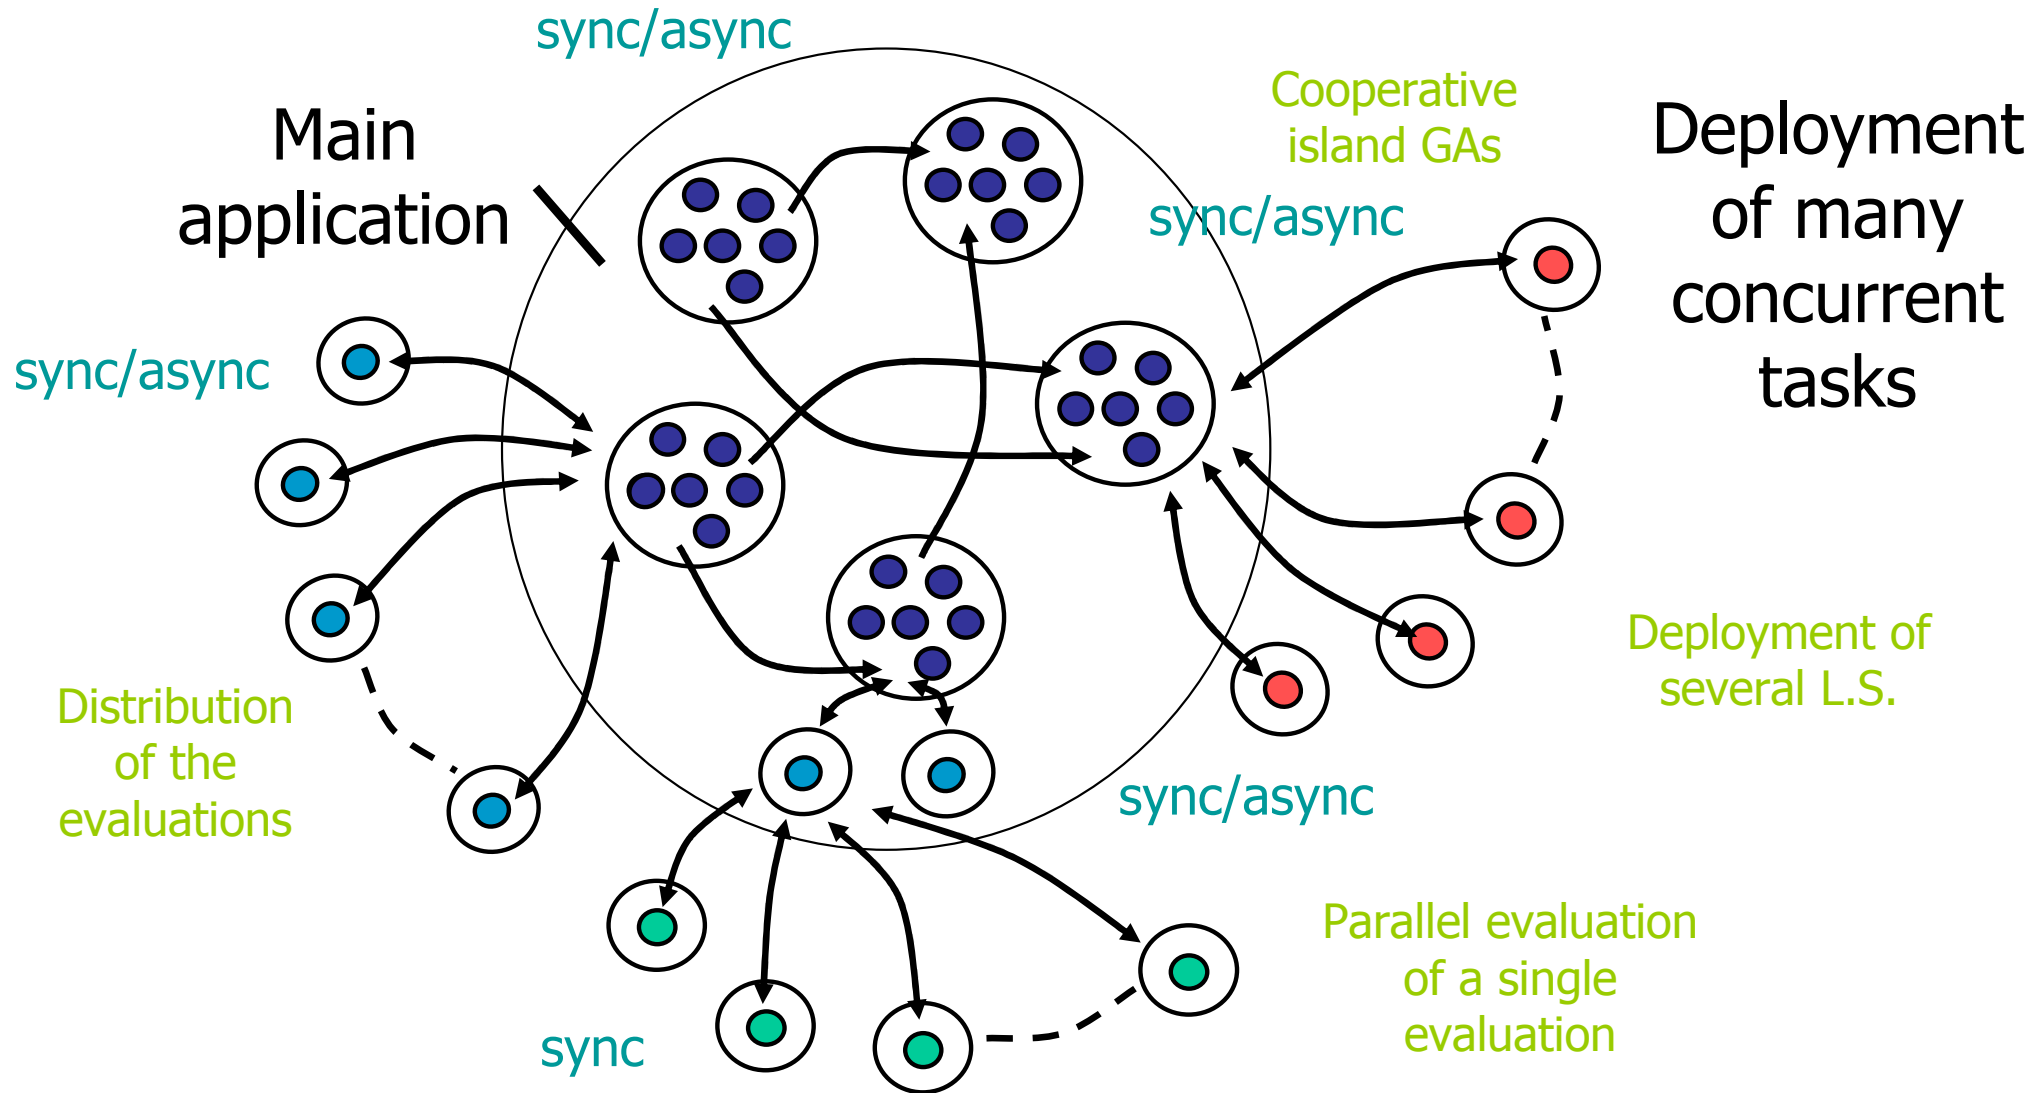 sync/async
Main
application
Cooperative
island GAs
sync/async
Deployment
of many
concurrent
tasks
sync/async
Distribution
of the
evaluations
Deployment of
several L.S.
sync/async
Parallel evaluation
of a single
evaluation
sync